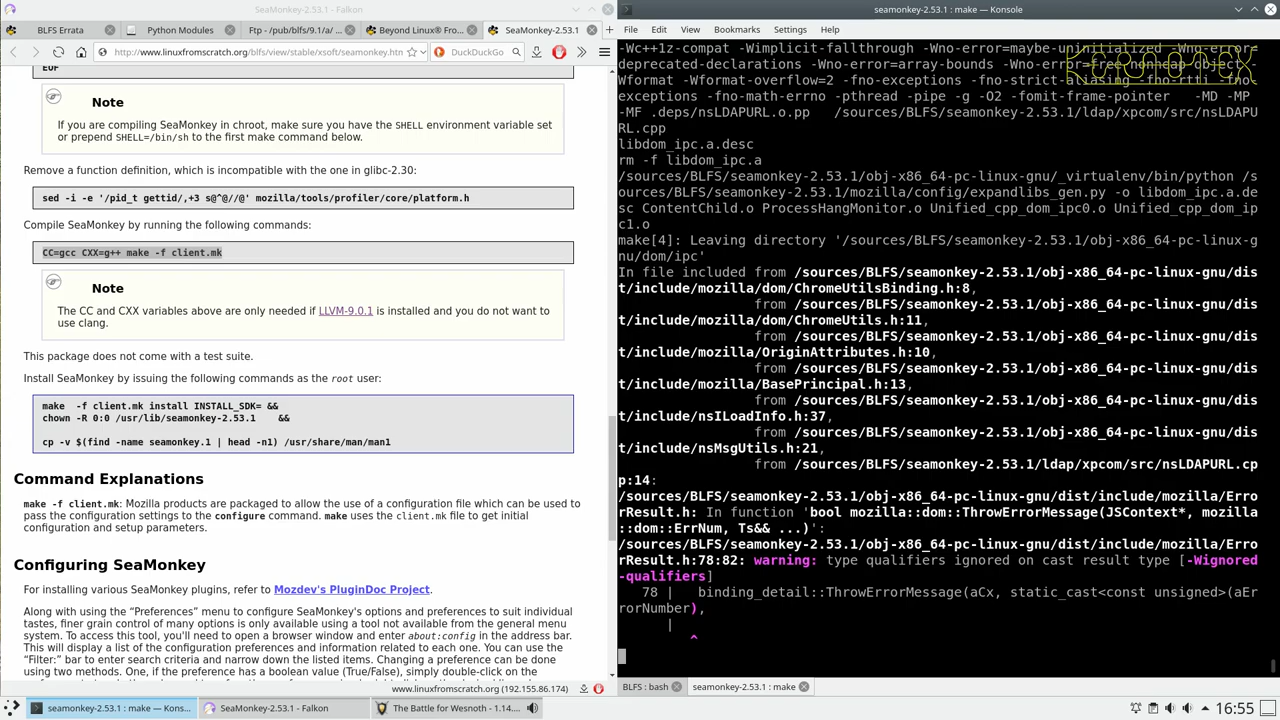 SeaMonkey-2.53.1 - Falkon
BLFS Errata
Python Modules
Ftp - /pub/blfs/9.1/a/
Beyond Linux® Fro...
SeaMonkey-2.53.1
http://www.linuxfromscratch.org/blfs/view/stable/xsoft/seamonkey.htm
DuckDuckGo
EOF
Note
If you are compiling SeaMonkey in chroot, make sure you have the SHELL environment variable set
or prepend SHELL=/bin/sh to the first make command below.
Remove a function definition, which is incompatible with the one in glibc-2.30:
sed -i -e '/pid_t gettid/,+3 s@^@//@' mozilla/tools/profiler/core/platform.h
Compile SeaMonkey by running the following commands:
CC=gcc CXX=g++ make -f client.mk
Note
The CC and CXX variables above are only needed if LLVM-9.0.1 is installed and you do not want to
use clang.
This package does not come with a test suite.
Install SeaMonkey by issuing the following commands as the root user:
make  -f client.mk install INSTALL_SDK= &&
chown -R 0:0 /usr/lib/seamonkey-2.53.1    &&
cp -v $(find -name seamonkey.1 | head -n1) /usr/share/man/man1
Command Explanations
make -f client.mk: Mozilla products are packaged to allow the use of a configuration file which can be used to
pass the configuration settings to the configure command. make uses the client.mk file to get initial
configuration and setup parameters.
Configuring SeaMonkey
For installing various SeaMonkey plugins, refer to Mozdev's PluginDoc Project.
Along with using the “Preferences” menu to configure SeaMonkey's options and preferences to suit individual
tastes, finer grain control of many options is only available using a tool not available from the general menu
system. To access this tool, you'll need to open a browser window and enter about:config in the address bar.
This will display a list of the configuration preferences and information related to each one. You can use the
“Filter:” bar to enter search criteria and narrow down the listed items. Changing a preference can be done
using two methods. One, if the preference has a boolean value (True/False), simply double-click on the
www.linuxfromscratch.org (192.155.86.174)
seamonkey-2.53.1 : make — Konsole
File Edit View Bookmarks Settings Help
-Wc++1z-compat -Wimplicit-fallthrough -Wno-error=maybe-uninitialized -Wno-error=
deprecated-declarations -Wno-error=array-bounds -Wno-error=free-nonheap-object -
Wformat -Wformat-overflow=2 -fno-exceptions -fno-strict-aliasing -fno-rtti -fno-
exceptions -fno-math-errno -pthread -pipe -g -O2 -fomit-frame-pointer   -MD -MP
-MF .deps/nsLDAPURL.o.pp   /sources/BLFS/seamonkey-2.53.1/ldap/xpcom/src/nsLDAPU
RL.cpp
libdom_ipc.a.desc
rm -f libdom_ipc.a
/sources/BLFS/seamonkey-2.53.1/obj-x86_64-pc-linux-gnu/_virtualenv/bin/python /s
ources/BLFS/seamonkey-2.53.1/mozilla/config/expandlibs_gen.py -o libdom_ipc.a.de
sc ContentChild.o ProcessHangMonitor.o Unified_cpp_dom_ipc0.o Unified_cpp_dom_ip
c1.o
make[4]: Leaving directory '/sources/BLFS/seamonkey-2.53.1/obj-x86_64-pc-linux-g
nu/dom/ipc'
In file included from /sources/BLFS/seamonkey-2.53.1/obj-x86_64-pc-linux-gnu/dis
t/include/mozilla/dom/ChromeUtilsBinding.h:8,
from /sources/BLFS/seamonkey-2.53.1/obj-x86_64-pc-linux-gnu/dis
t/include/mozilla/dom/ChromeUtils.h:11,
from /sources/BLFS/seamonkey-2.53.1/obj-x86_64-pc-linux-gnu/dis
t/include/mozilla/OriginAttributes.h:10,
from /sources/BLFS/seamonkey-2.53.1/obj-x86_64-pc-linux-gnu/dis
t/include/mozilla/BasePrincipal.h:13,
from /sources/BLFS/seamonkey-2.53.1/obj-x86_64-pc-linux-gnu/dis
t/include/nsILoadInfo.h:37,
from /sources/BLFS/seamonkey-2.53.1/obj-x86_64-pc-linux-gnu/dis
t/include/nsMsgUtils.h:21,
from /sources/BLFS/seamonkey-2.53.1/ldap/xpcom/src/nsLDAPURL.cp
p:14:
/sources/BLFS/seamonkey-2.53.1/obj-x86_64-pc-linux-gnu/dist/include/mozilla/Erro
rResult.h: In function 'bool mozilla::dom::ThrowErrorMessage(JSContext*, mozilla
::dom::ErrNum, Ts&& ...)':
/sources/BLFS/seamonkey-2.53.1/obj-x86_64-pc-linux-gnu/dist/include/mozilla/Erro
rResult.h:78:82: warning: type qualifiers ignored on cast result type [-Wignored
-qualifiers]
78 |   binding_detail::ThrowErrorMessage(aCx, static_cast<const unsigned>(aEr
rorNumber),
|
^
BLFS : bash
seamonkey-2.53.1 : make
seamonkey-2.53.1 : make — Kons...
SeaMonkey-2.53.1 - Falkon
The Battle for Wesnoth - 1.14....
16:55